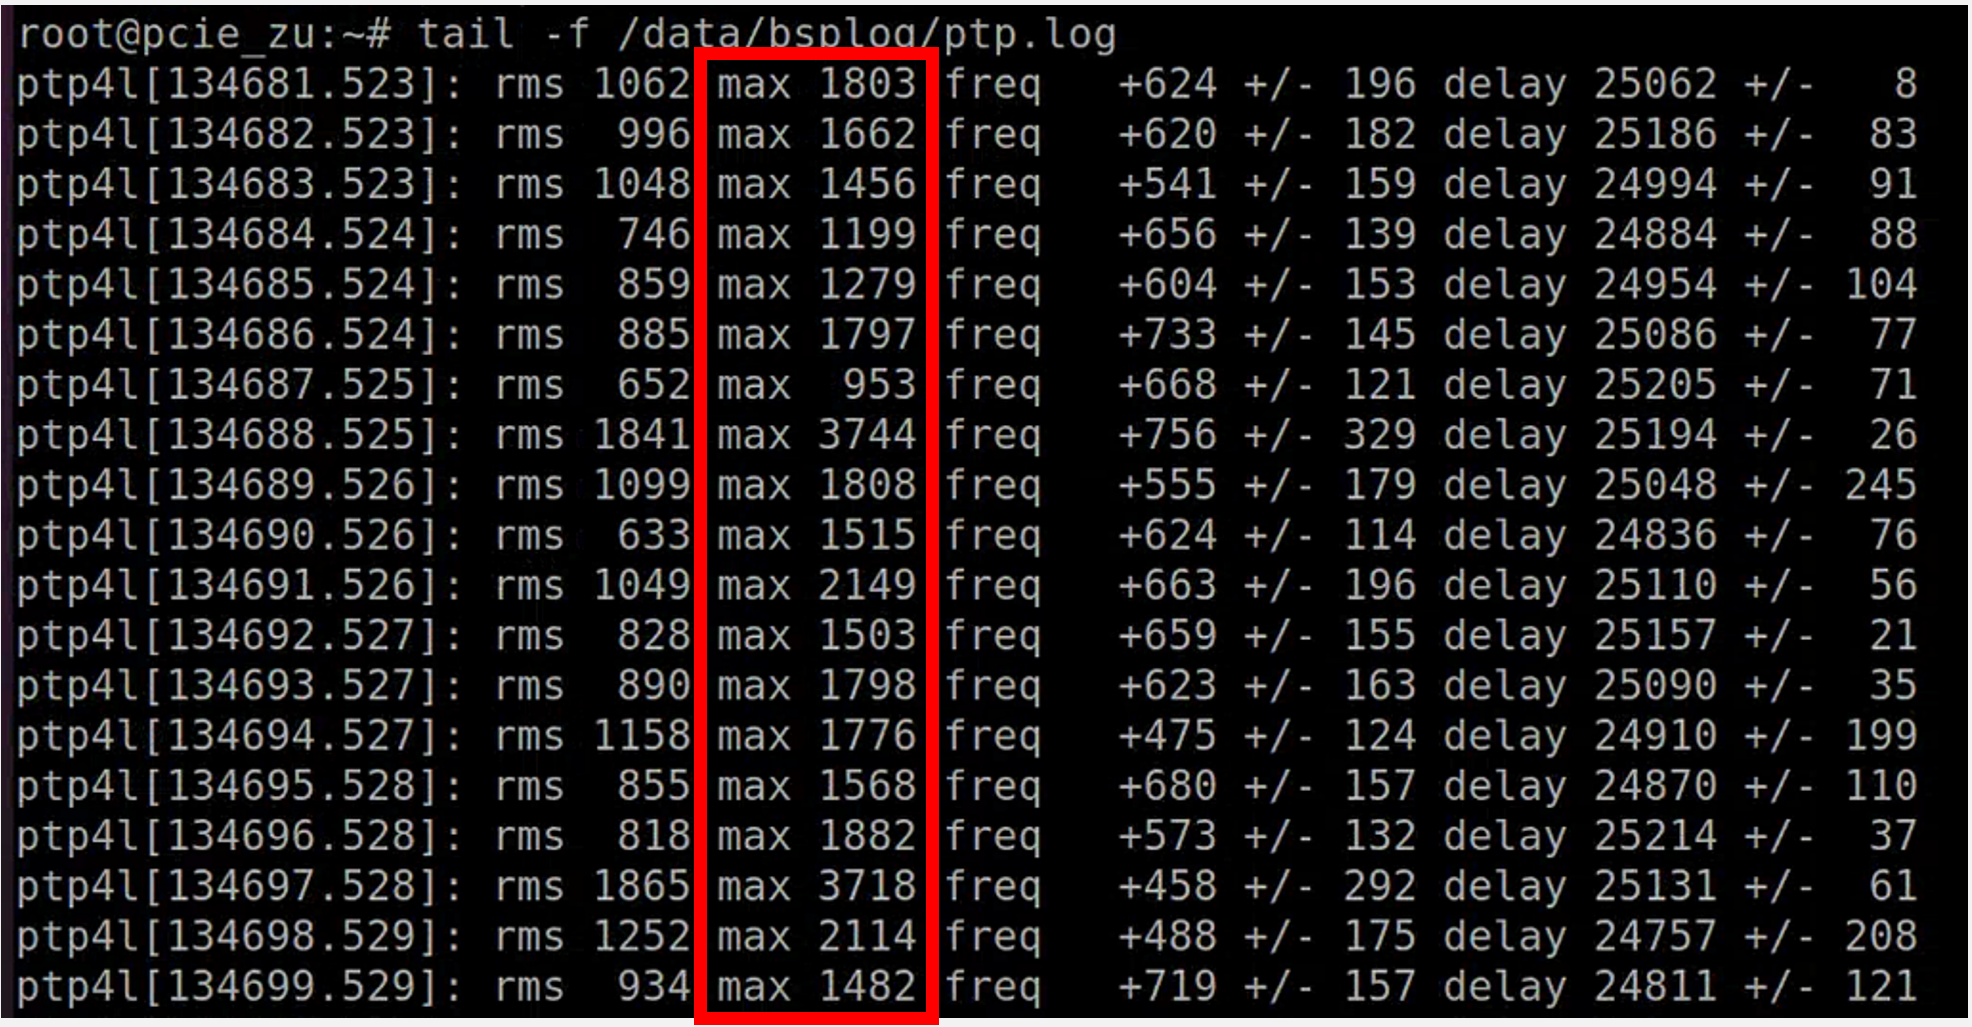 root@pcie_zu:~# tail -f /data/bsplog/ptp.log
ptp4l[134681.523]: rms 1062 max 1803 freq   +624 +/- 196 delay 25062 +/-   8
ptp4l[134682.523]: rms  996 max 1662 freq   +620 +/- 182 delay 25186 +/-  83
ptp4l[134683.523]: rms 1048 max 1456 freq   +541 +/- 159 delay 24994 +/-  91
ptp4l[134684.524]: rms  746 max 1199 freq   +656 +/- 139 delay 24884 +/-  88
ptp4l[134685.524]: rms  859 max 1279 freq   +604 +/- 153 delay 24954 +/- 104
ptp4l[134686.524]: rms  885 max 1797 freq   +733 +/- 145 delay 25086 +/-  77
ptp4l[134687.525]: rms  652 max  953 freq   +668 +/- 121 delay 25205 +/-  71
ptp4l[134688.525]: rms 1841 max 3744 freq   +756 +/- 329 delay 25194 +/-  26
ptp4l[134689.526]: rms 1099 max 1808 freq   +555 +/- 179 delay 25048 +/- 245
ptp4l[134690.526]: rms  633 max 1515 freq   +624 +/- 114 delay 24836 +/-  76
ptp4l[134691.526]: rms 1049 max 2149 freq   +663 +/- 196 delay 25110 +/-  56
ptp4l[134692.527]: rms  828 max 1503 freq   +659 +/- 155 delay 25157 +/-  21
ptp4l[134693.527]: rms  890 max 1798 freq   +623 +/- 163 delay 25090 +/-  35
ptp4l[134694.527]: rms 1158 max 1776 freq   +475 +/- 124 delay 24910 +/- 199
ptp4l[134695.528]: rms  855 max 1568 freq   +680 +/- 157 delay 24870 +/- 110
ptp4l[134696.528]: rms  818 max 1882 freq   +573 +/- 132 delay 25214 +/-  37
ptp4l[134697.528]: rms 1865 max 3718 freq   +458 +/- 292 delay 25131 +/-  61
ptp4l[134698.529]: rms 1252 max 2114 freq   +488 +/- 175 delay 24757 +/- 208
ptp4l[134699.529]: rms  934 max 1482 freq   +719 +/- 157 delay 24811 +/- 121